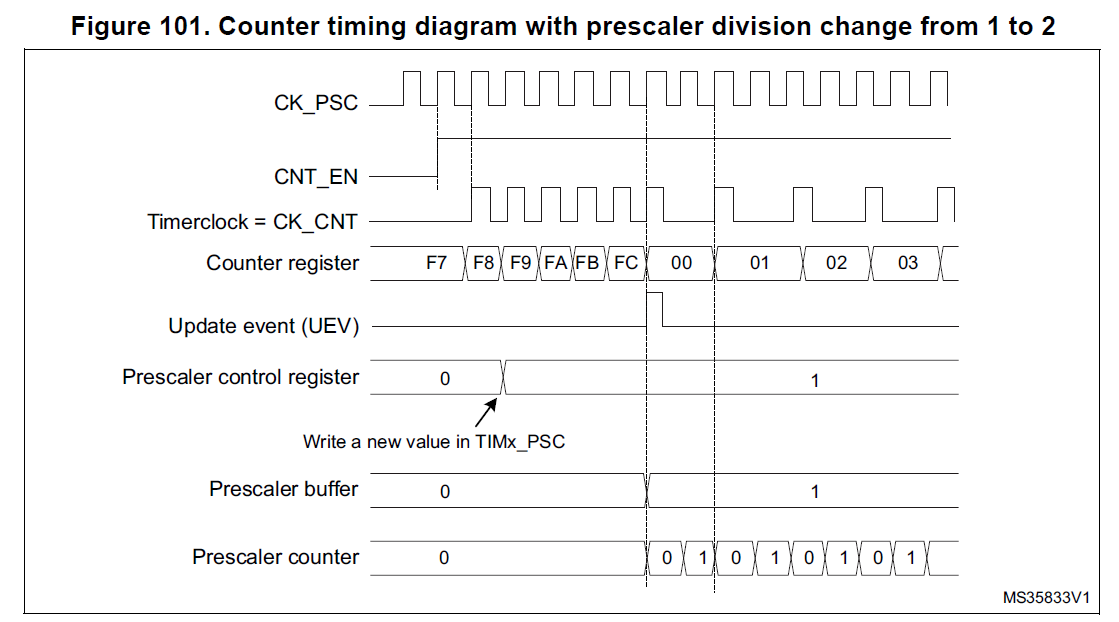 Figure 101. Counter timing diagram with prescaler division change from 1 to 2
CK_PSC
CNT_EN
Timerclock = CK_CNT
Counter register F7 F8 F9 FA FB FC 00 01 02 03
Update event (UEV)
Prescaler control register 0 1
Write a new value in TIMx_PSC
Prescaler buffer 0 1
Prescaler counter 0 0 1 0 1 0 1 0 1
MS35833V1